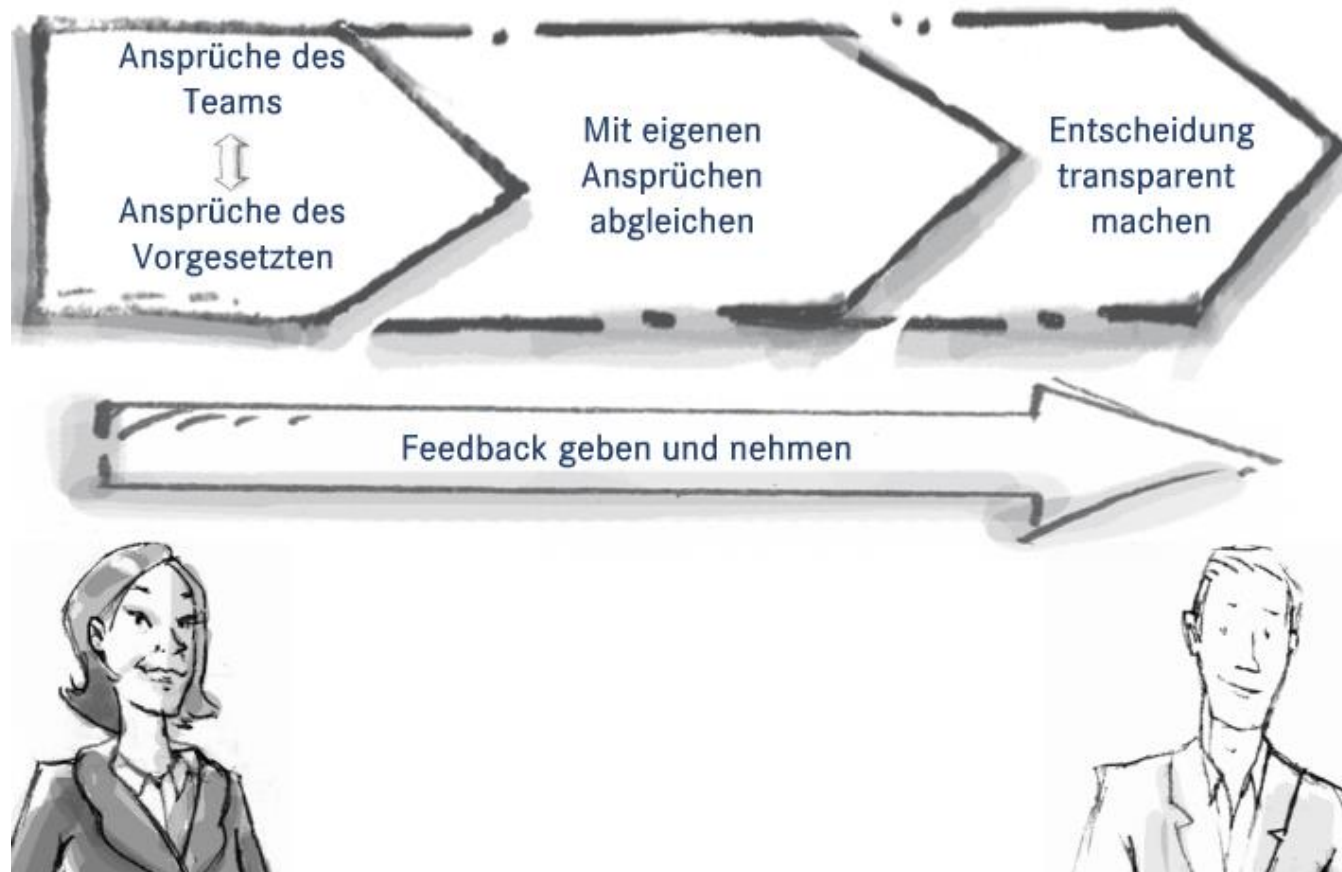 Ansprüche des
Teams
Ansprüche des
Vorgesetzten
Mit eigenen
Ansprüchen
abgleichen
Entscheidung
transparent
machen
Feedback geben und nehmen